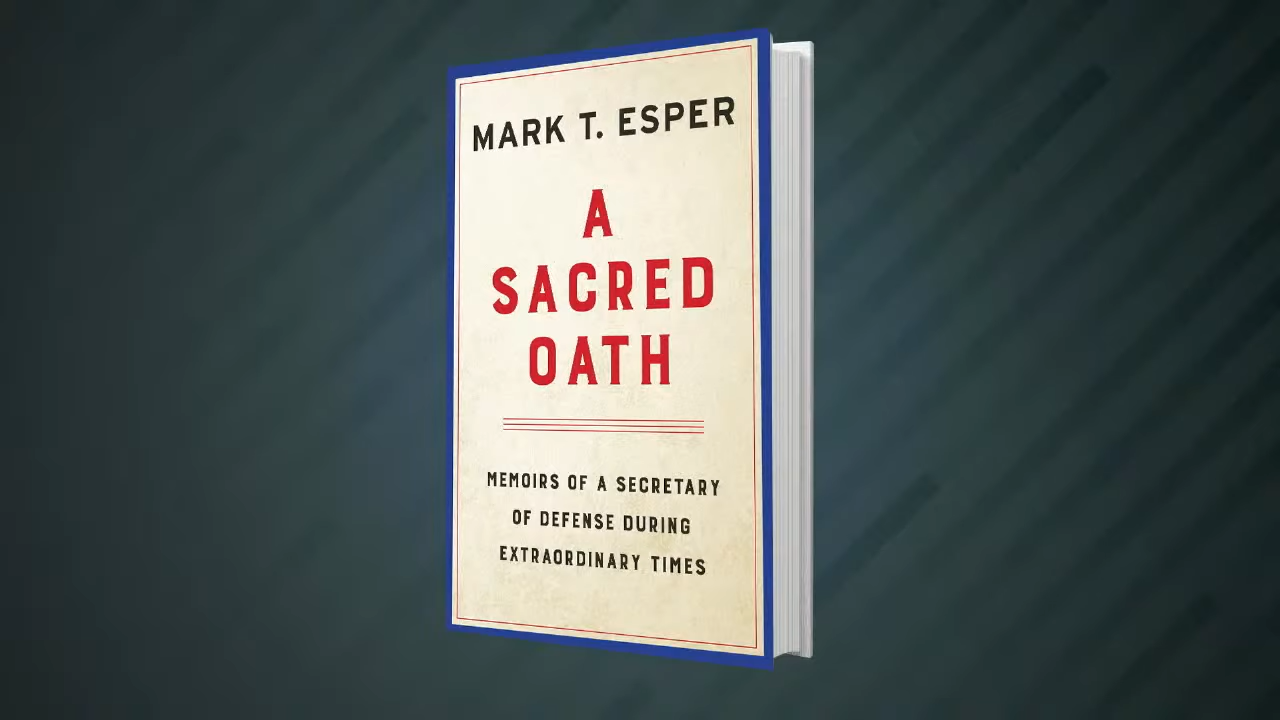 MARK T. ESPER
A
SACRED
OATH
MEMOIRS OF A SECRETARY
OF DEFENSE DURING
EXTRAORDINARY TIMES